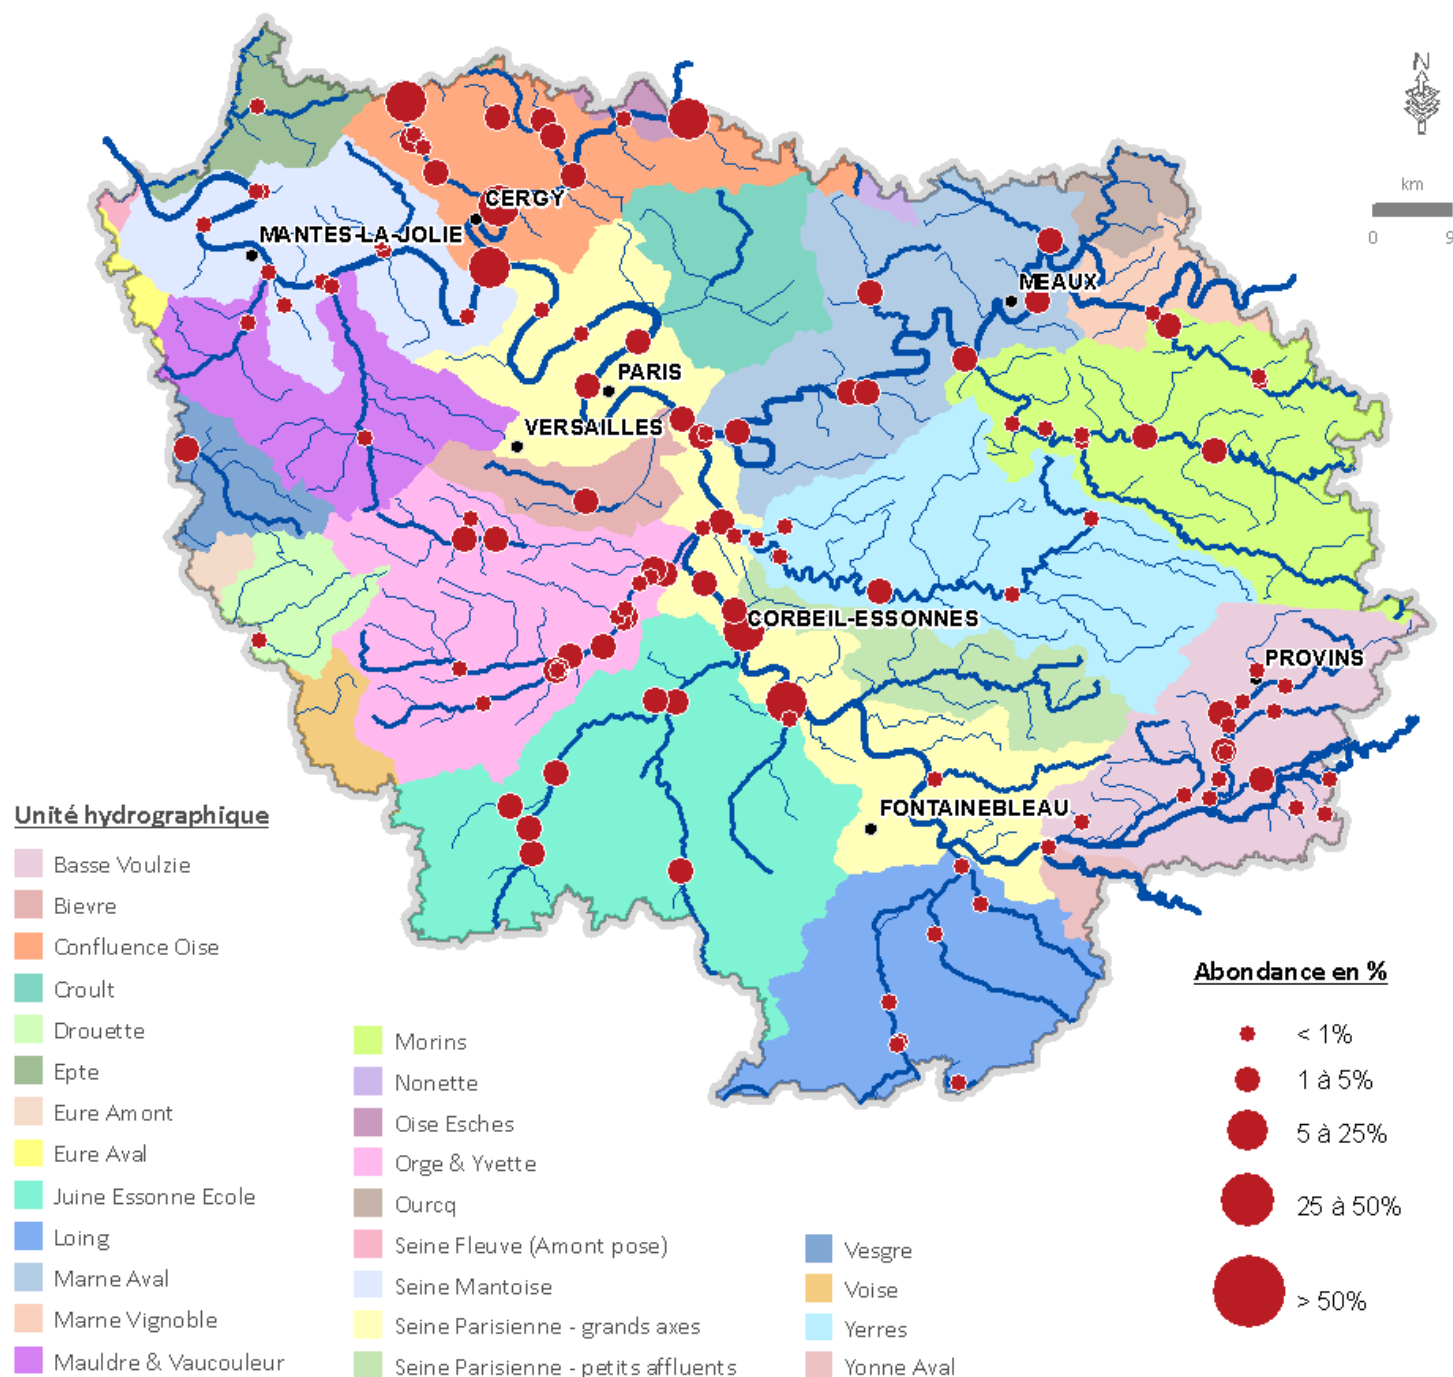 N
km
0 9
CERGY
MANTES-LA-JOLIE
MEAUX
PARIS
VERSAILLES
CORBEIL-ESSONNES
PROVINS
FONTAINEBLEAU
Unité hydrographique
Basse Voulzie
Bievre
Confluence Oise
Croult
Drouette
Epte
Eure Amont
Eure Aval
Juine Essonne Ecole
Loing
Marne Aval
Marne Vignoble
Mauldre & Vaucouleur
Morins
Nonette
Oise Esches
Orge & Yvette
Ourcq
Seine Fleuve (Amont pose)
Seine Mantoise
Seine Parisienne - grands axes
Seine Parisienne - petits affluents
Vesgre
Voise
Yerres
Yonne Aval
Abondance en %
< 1%
1 à 5%
5 à 25%
25 à 50%
> 50%